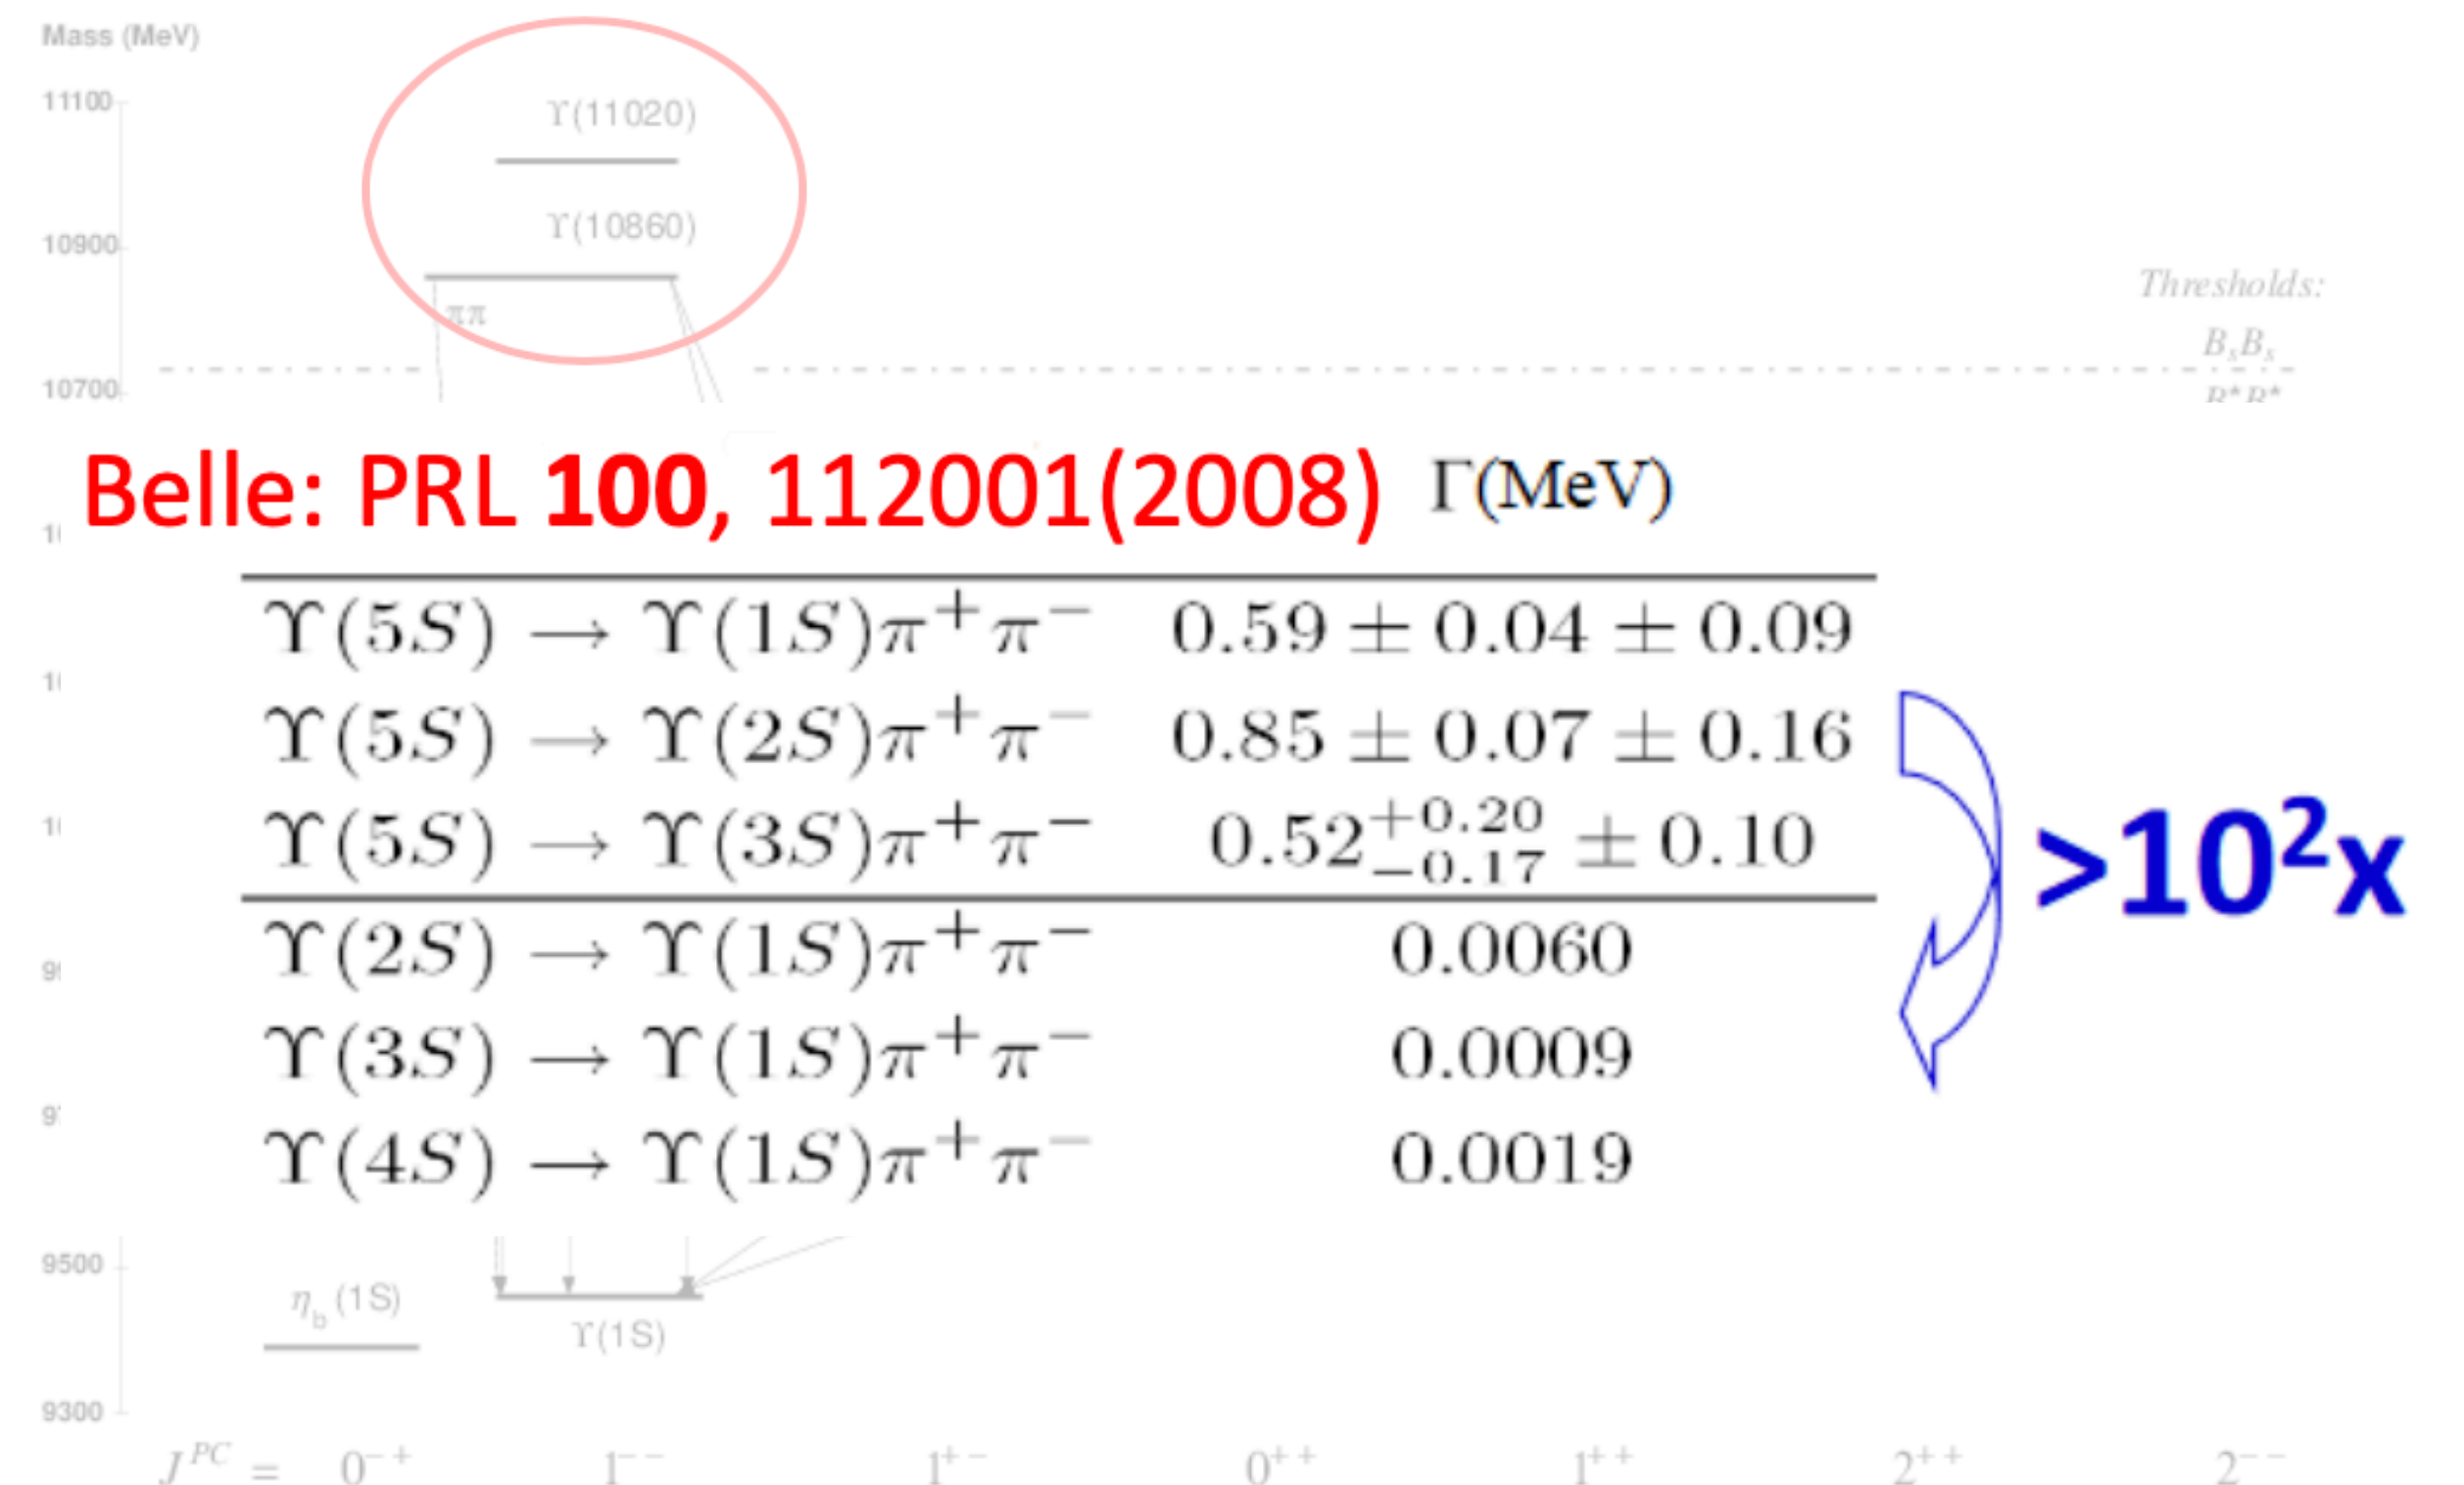 Mass (MeV)
11100
ϒ(11020)
ϒ(10860)
10900
ππ
Thresholds:
BₛBₛ
10700
B*B*
Belle: PRL 100, 112001(2008) Γ(MeV)
ϒ(5S) → ϒ(1S)π⁺π⁻ 0.59 ± 0.04 ± 0.09
ϒ(5S) → ϒ(2S)π⁺π⁻ 0.85 ± 0.07 ± 0.16
ϒ(5S) → ϒ(3S)π⁺π⁻ 0.52 +0.20 −0.17 ± 0.10
>10²x
ϒ(2S) → ϒ(1S)π⁺π⁻ 0.0060
ϒ(3S) → ϒ(1S)π⁺π⁻ 0.0009
ϒ(4S) → ϒ(1S)π⁺π⁻ 0.0019
9500
η_b (1S)
ϒ(1S)
9300
J^PC = 0⁻⁺ 1⁻⁻ 1⁺⁻ 0⁺⁺ 1⁺⁺ 2⁺⁺ 2⁻⁻